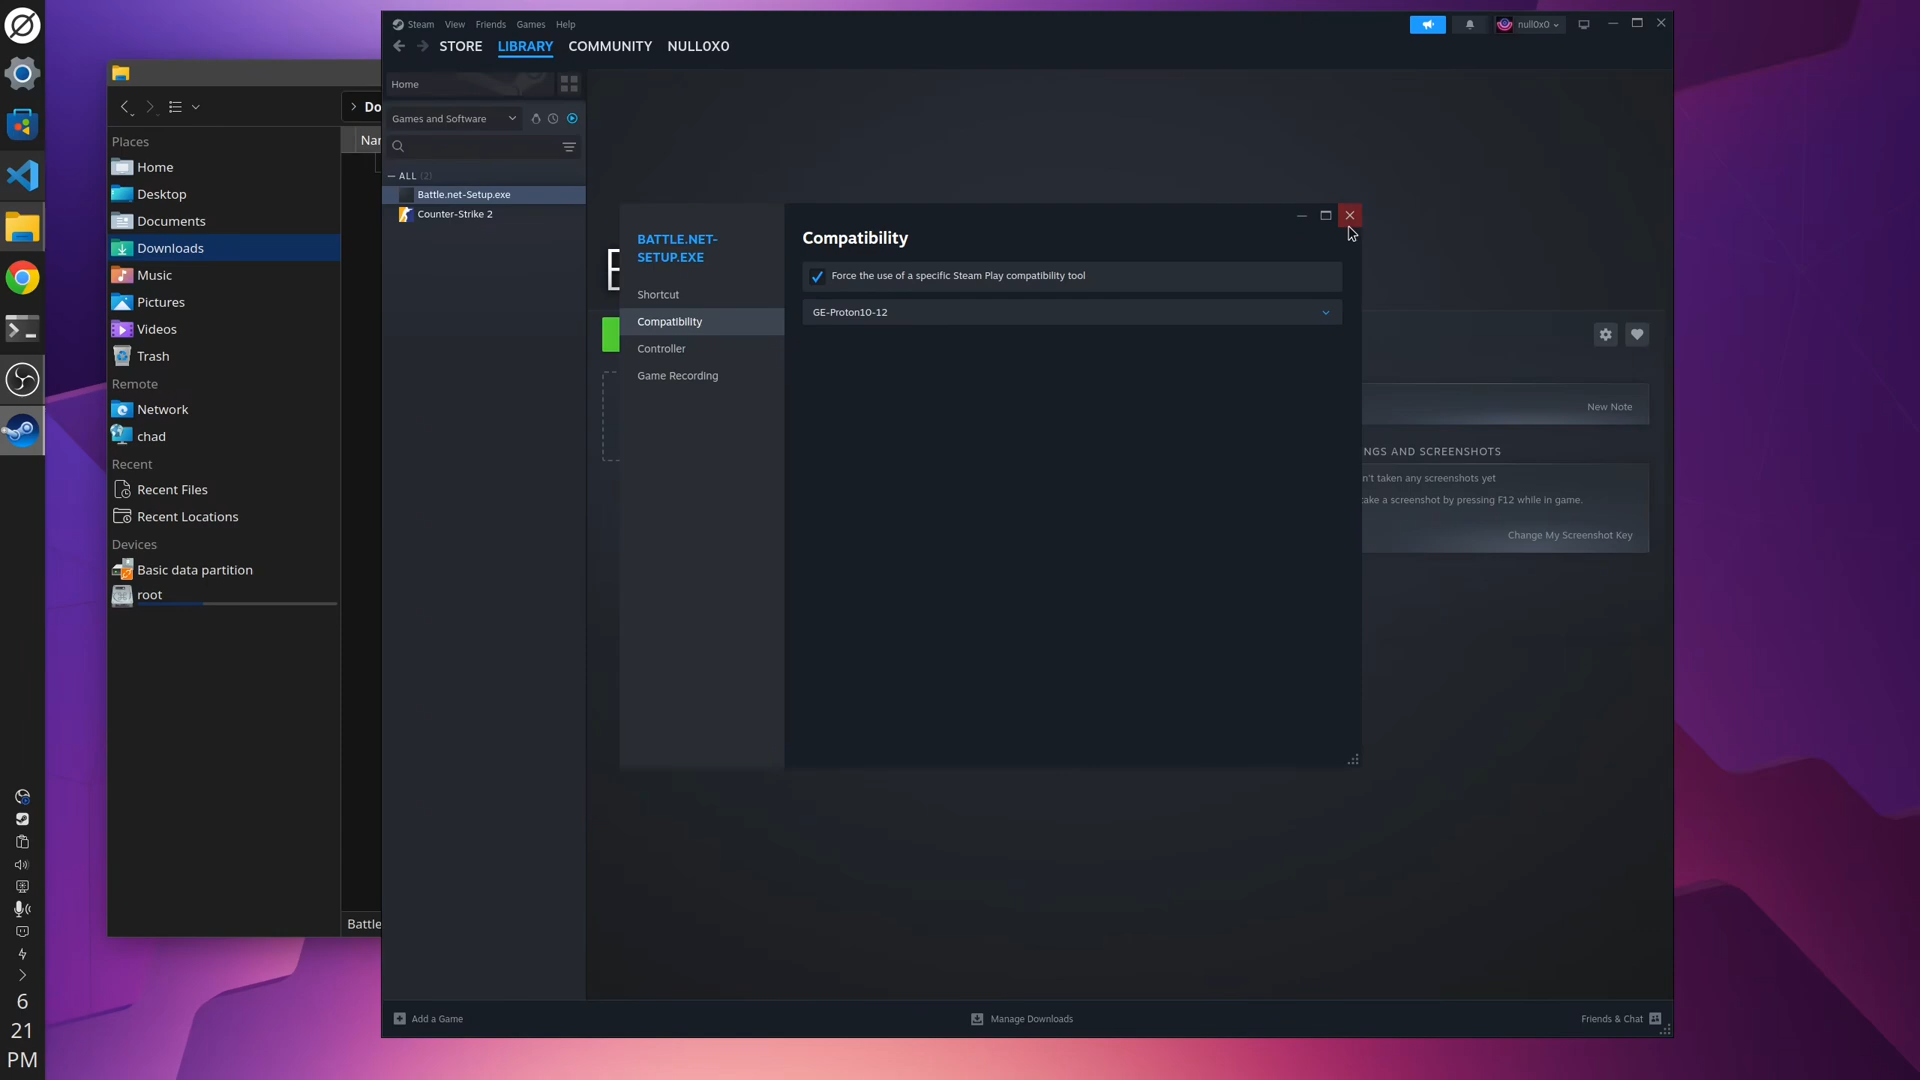 Steam View Friends Games Help
null0x0
STORE LIBRARY COMMUNITY NULL0X0
Home
Games and Software
ALL (2)
Battle.net-Setup.exe
Counter-Strike 2
Do
Places
Home
Desktop
Documents
Downloads
Music
Pictures
Videos
Trash
Remote
Network
chad
Recent
Recent Files
Recent Locations
Devices
Basic data partition
root
Battle
BATTLE.NET-
SETUP.EXE
Shortcut
Compatibility
Controller
Game Recording
Compatibility
Force the use of a specific Steam Play compatibility tool
GE-Proton10-12
New Note
NGS AND SCREENSHOTS
n't taken any screenshots yet
take a screenshot by pressing F12 while in game.
Change My Screenshot Key
Add a Game
Manage Downloads
Friends & Chat
6
21
PM